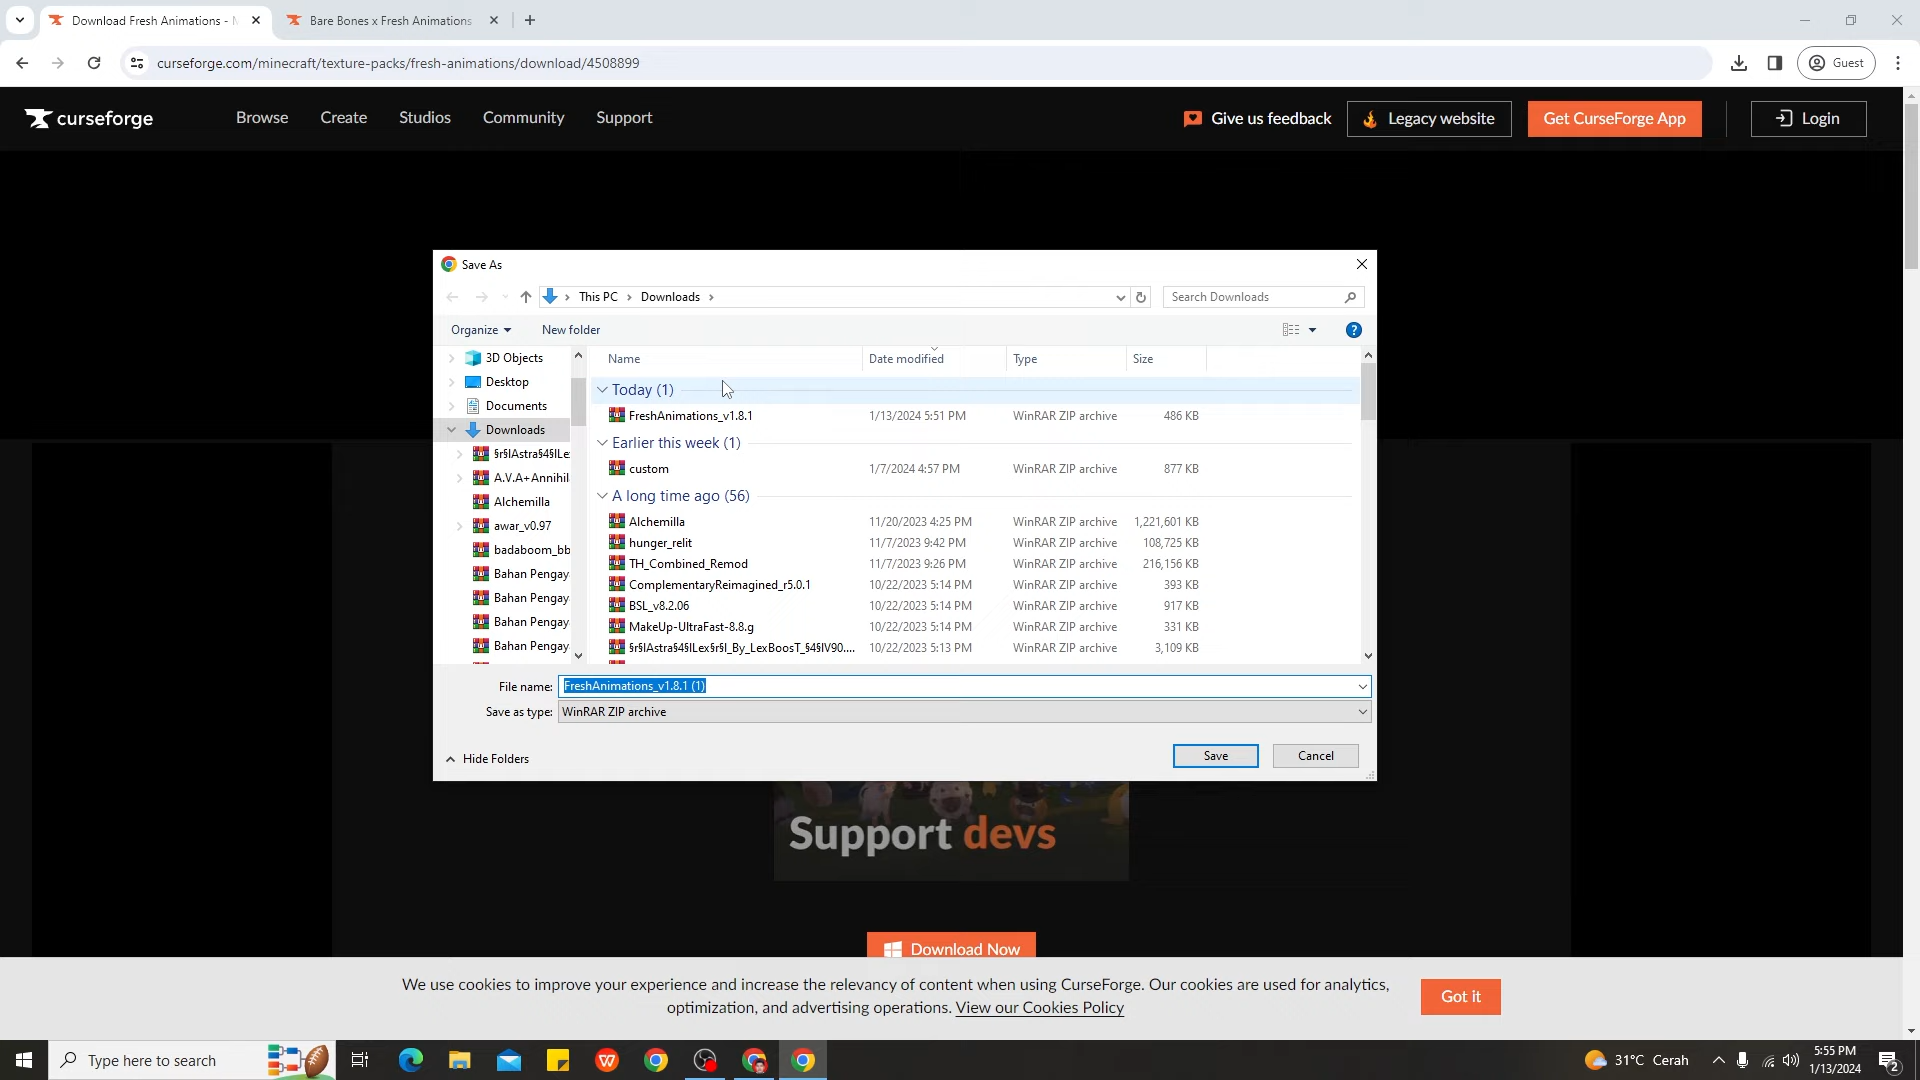 Download Fresh Animations -
Bare Bones x Fresh Animations
curseforge.com/minecraft/texture-packs/fresh-animations/download/4508899
Guest
curseforge
Browse
Create
Studios
Community
Support
Give us feedback
Legacy website
Get CurseForge App
Login
Save As
This PC
Downloads
Search Downloads
Organize
New folder
?
3D Objects
Desktop
Documents
Downloads
§r§lAstra§4§lLe
A.V.A+Annihil
Alchemilla
awar_v0.97
badaboom_bb
Bahan Pengay
Bahan Pengay
Bahan Pengay
Bahan Pengay
Name Date modified Type Size
Today (1)
FreshAnimations_v1.8.1 1/13/2024 5:51 PM WinRAR ZIP archive 486 KB
Earlier this week (1)
custom 1/7/2024 4:57 PM WinRAR ZIP archive 877 KB
A long time ago (56)
Alchemilla 11/20/2023 4:25 PM WinRAR ZIP archive 1,221,601 KB
hunger_relit 11/7/2023 9:42 PM WinRAR ZIP archive 108,725 KB
TH_Combined_Remod 11/7/2023 9:26 PM WinRAR ZIP archive 216,156 KB
ComplementaryReimagined_r5.0.1 10/22/2023 5:14 PM WinRAR ZIP archive 393 KB
BSL_v8.2.06 10/22/2023 5:14 PM WinRAR ZIP archive 917 KB
MakeUp-UltraFast-8.8.g 10/22/2023 5:14 PM WinRAR ZIP archive 331 KB
§r§lAstra§4§lLex§r§l_By_LexBoosT_§4§lV90.... 10/22/2023 5:13 PM WinRAR ZIP archive 3,109 KB
File name: FreshAnimations_v1.8.1 (1)
Save as type: WinRAR ZIP archive
Hide Folders
Save
Cancel
Support devs
Download Now
We use cookies to improve your experience and increase the relevancy of content when using CurseForge. Our cookies are used for analytics,
optimization, and advertising operations. View our Cookies Policy
Got it
Type here to search
31°C Cerah
5:55 PM
1/13/2024
2